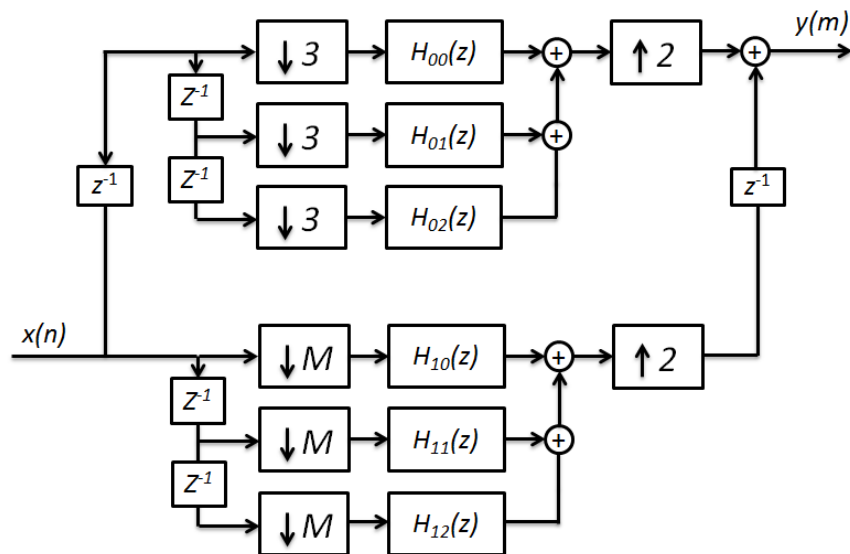 y(m)
↓ 3 H₀₀(z) + ↑ 2 +
Z⁻¹
↓ 3 H₀₁(z) +
z⁻¹ Z⁻¹ z⁻¹
↓ 3 H₀₂(z)
x(n)
↓ M H₁₀(z) + ↑ 2
Z⁻¹
↓ M H₁₁(z) +
Z⁻¹
↓ M H₁₂(z)